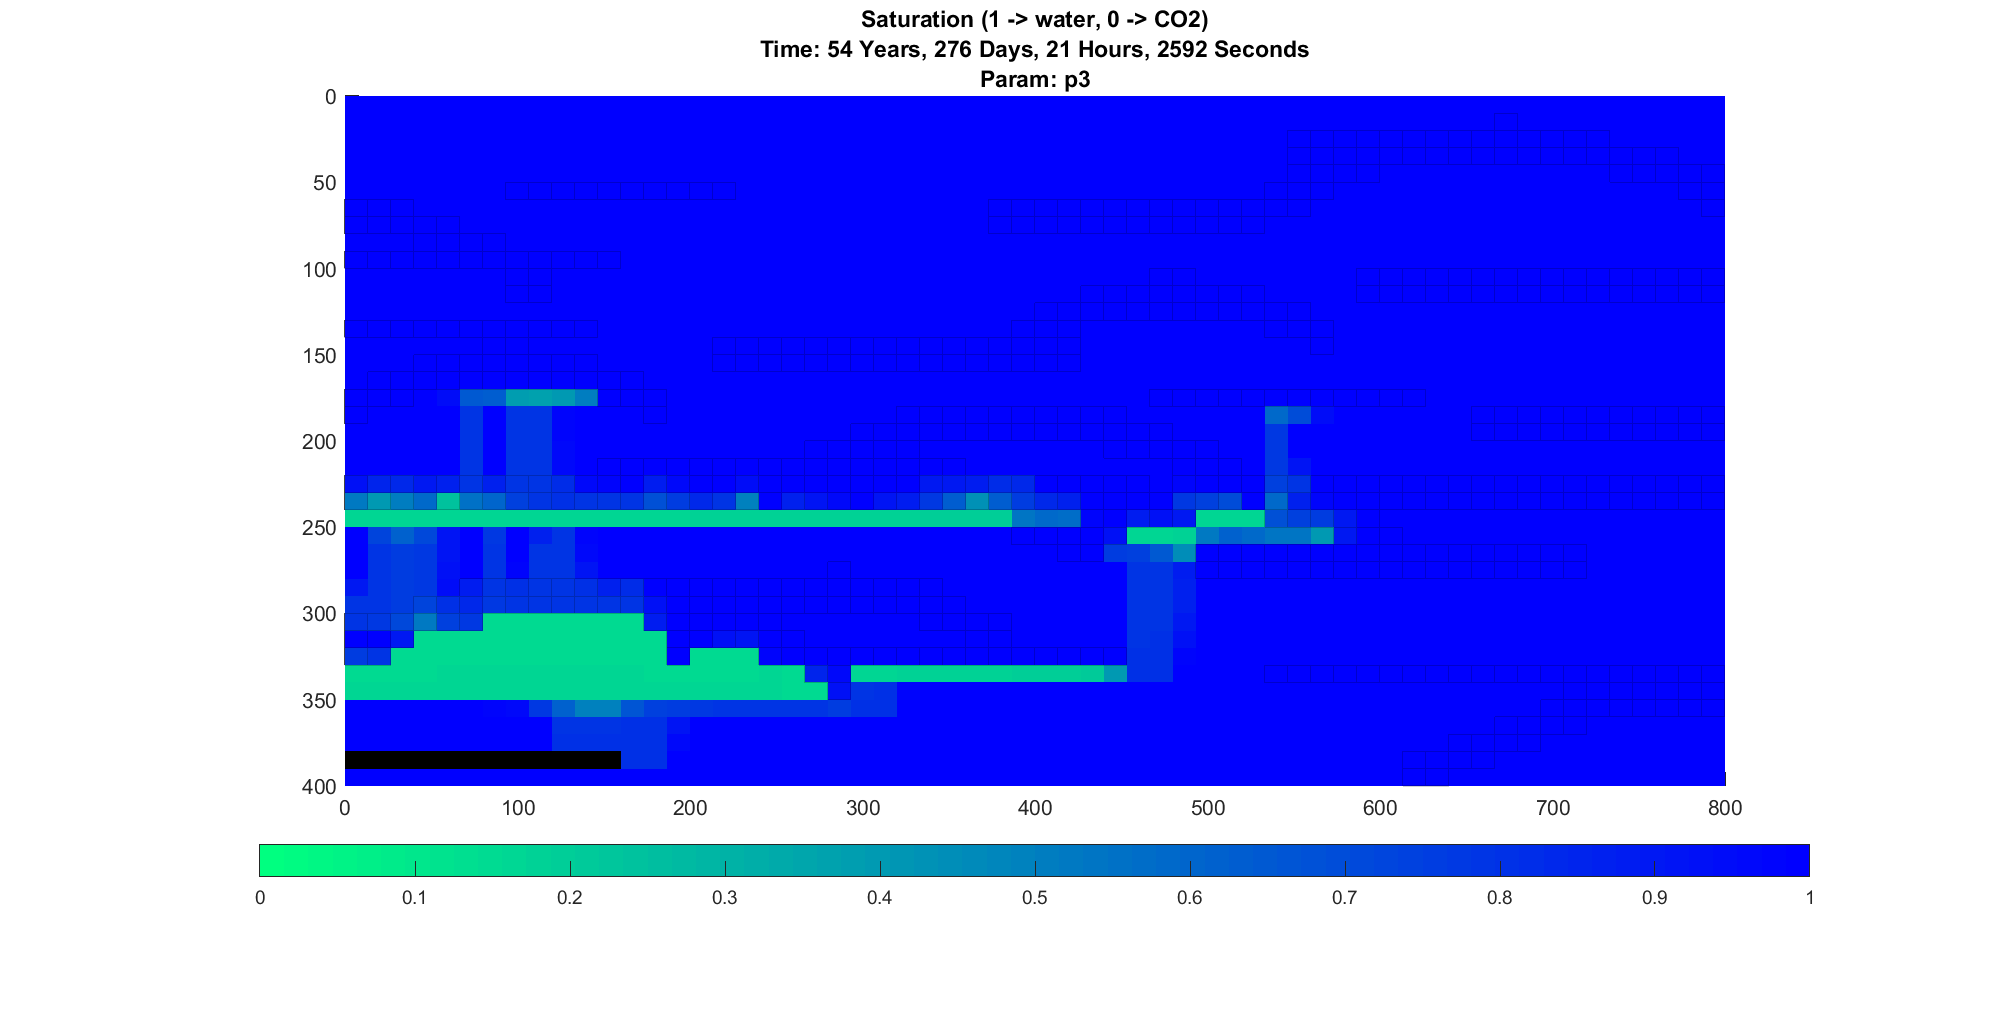 Saturation (1 -> water, 0 -> CO2)
Time: 54 Years, 276 Days, 21 Hours, 2592 Seconds
Param: p3
0
50
100
150
200
250
300
350
400
0 100 200 300 400 500 600 700 800
0 0.1 0.2 0.3 0.4 0.5 0.6 0.7 0.8 0.9 1